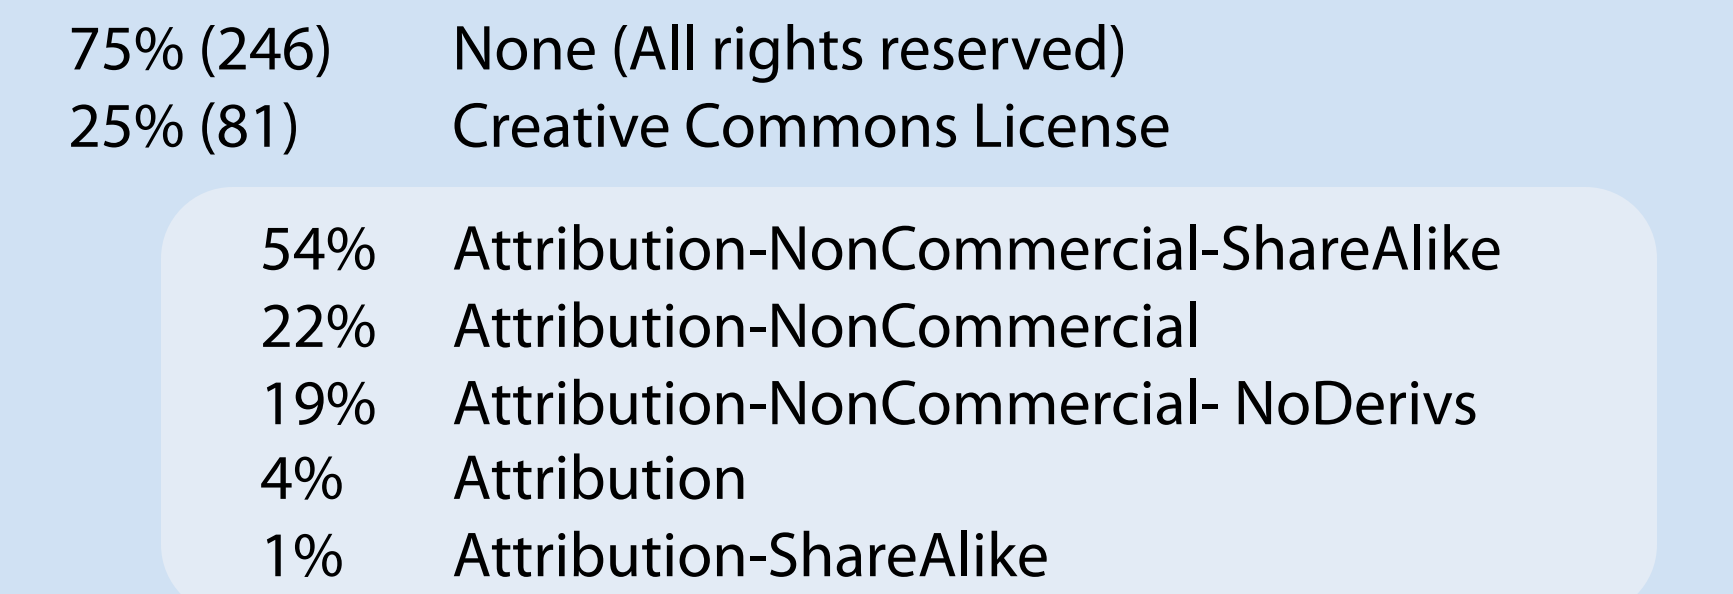 75% (246) None (All rights reserved)
25% (81) Creative Commons License
54% Attribution-NonCommercial-ShareAlike
22% Attribution-NonCommercial
19% Attribution-NonCommercial- NoDerivs
4% Attribution
1% Attribution-ShareAlike